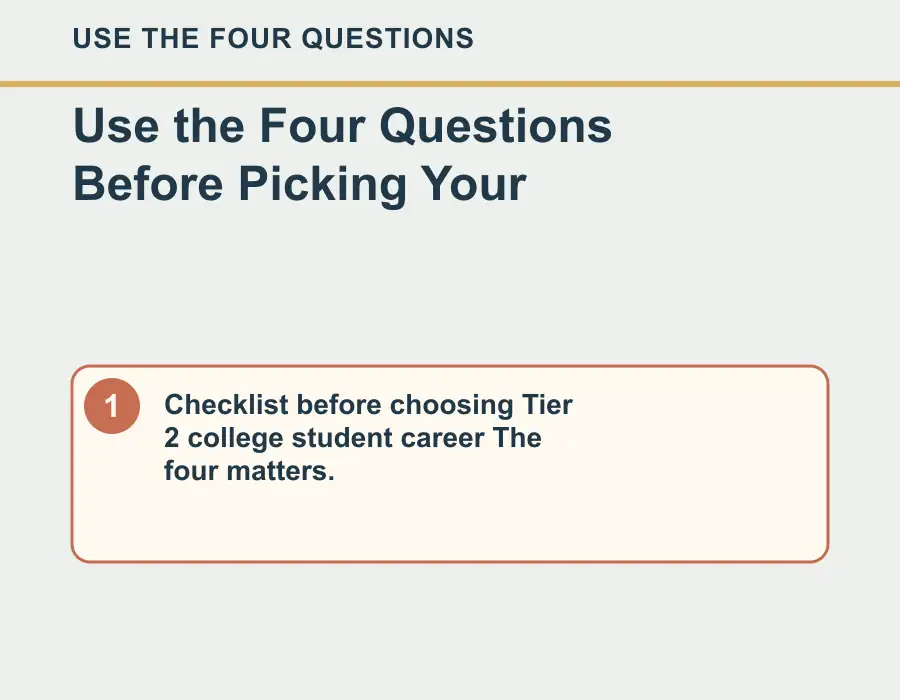 USE THE FOUR QUESTIONS
Use the Four Questions
Before Picking Your
1
Checklist before choosing Tier
2 college student career The
four matters.